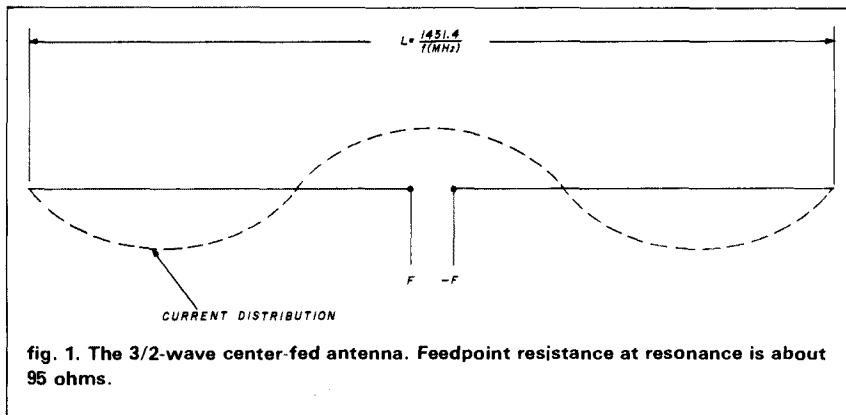 L= 1451.4
f(MHz)
F -F
CURRENT DISTRIBUTION
fig. 1. The 3/2-wave center-fed antenna. Feedpoint resistance at resonance is about
95 ohms.